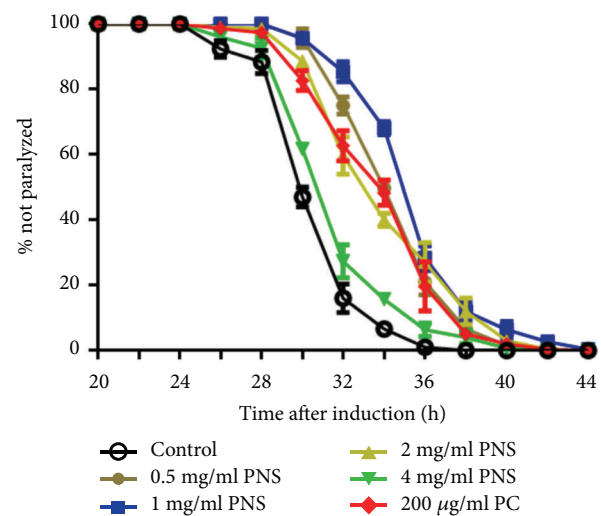 100
80
60
40
20
0
% not paralyzed
20 24 28 32 36 40 44
Time after induction (h)
Control
0.5 mg/ml PNS
1 mg/ml PNS
2 mg/ml PNS
4 mg/ml PNS
200 μg/ml PC